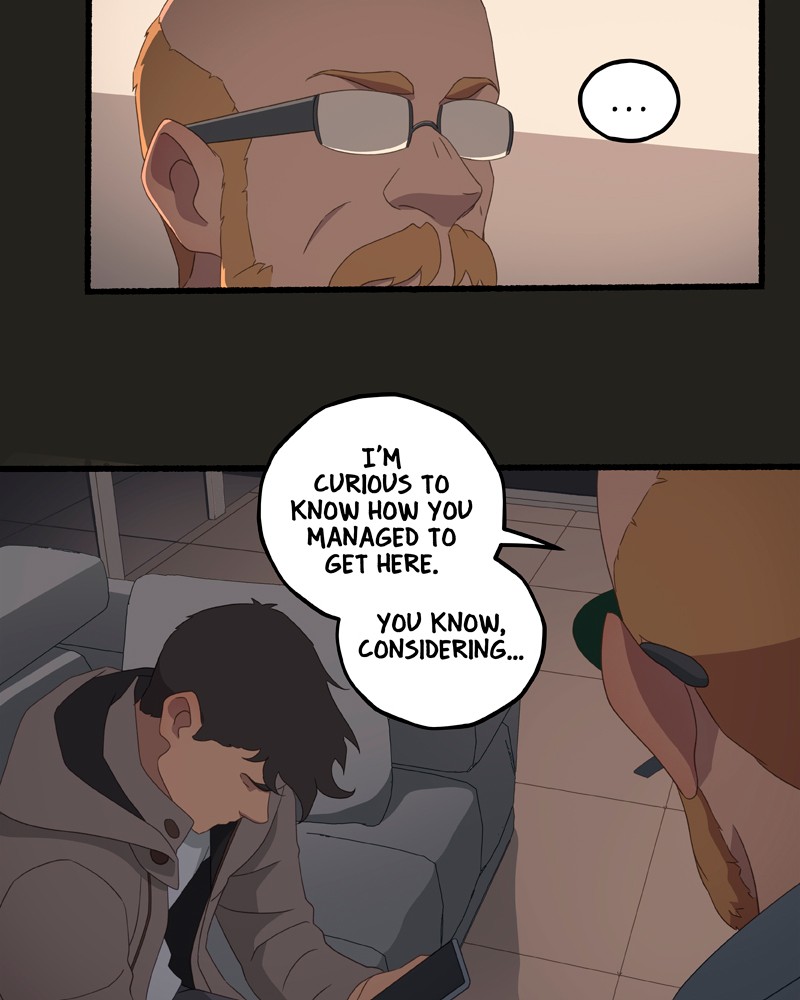 ...
I'M
CURIOUS TO
KNOW HOW YOU
MANAGED TO
GET HERE.
YOU KNOW,
CONSIDERING...